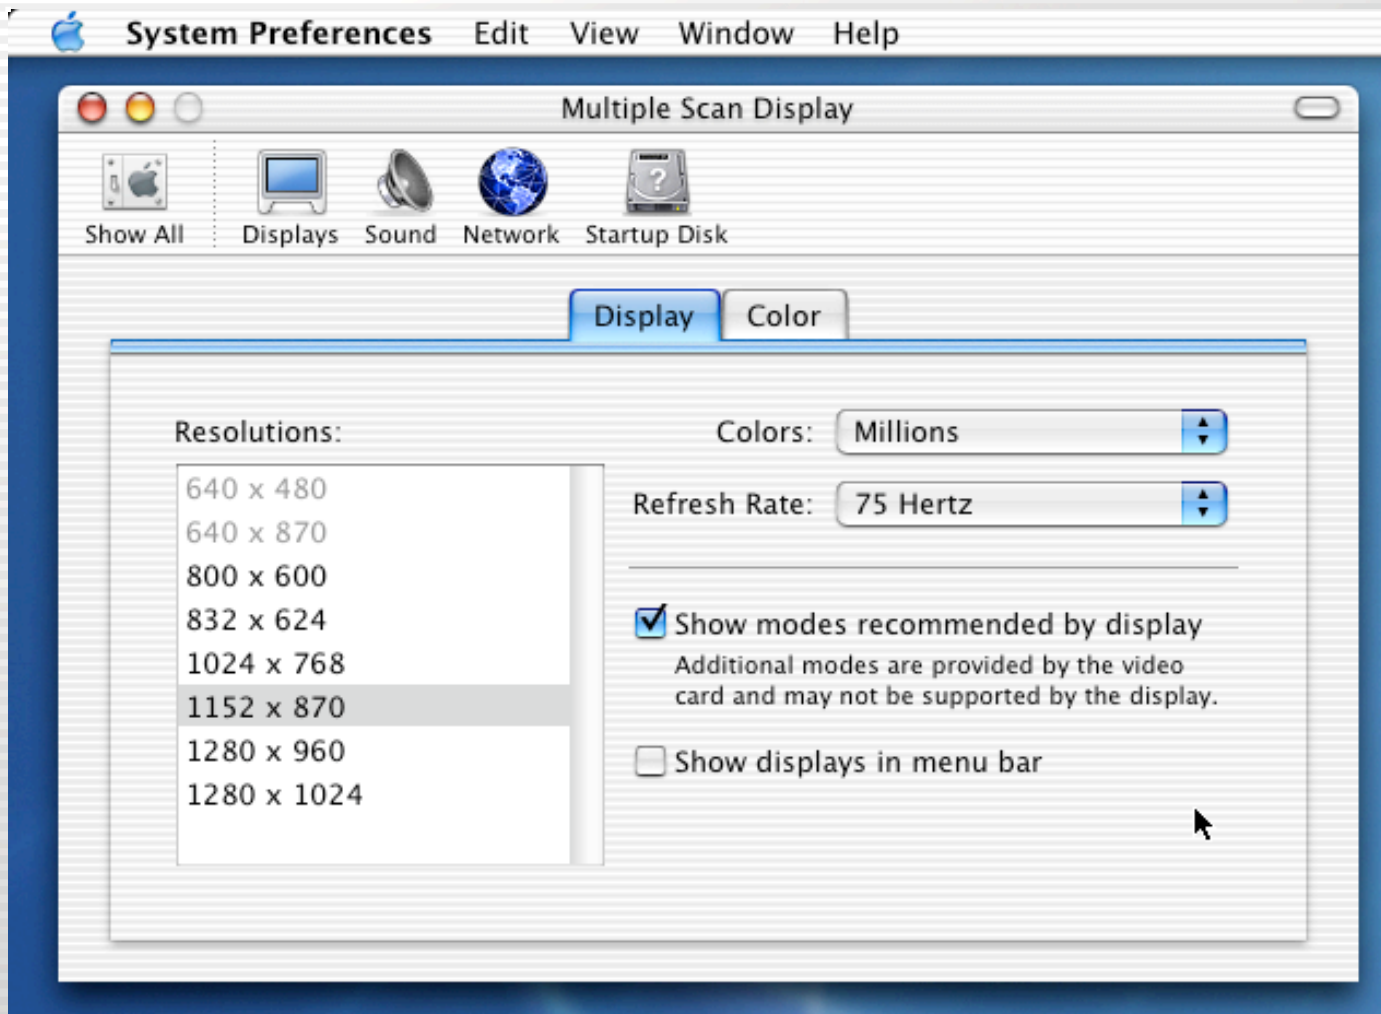 System Preferences Edit View Window Help
Multiple Scan Display
Show All Displays Sound Network Startup Disk
Display Color
Resolutions:
640 x 480
640 x 870
800 x 600
832 x 624
1024 x 768
1152 x 870
1280 x 960
1280 x 1024
Colors: Millions
Refresh Rate: 75 Hertz
Show modes recommended by display
Additional modes are provided by the video
card and may not be supported by the display.
Show displays in menu bar